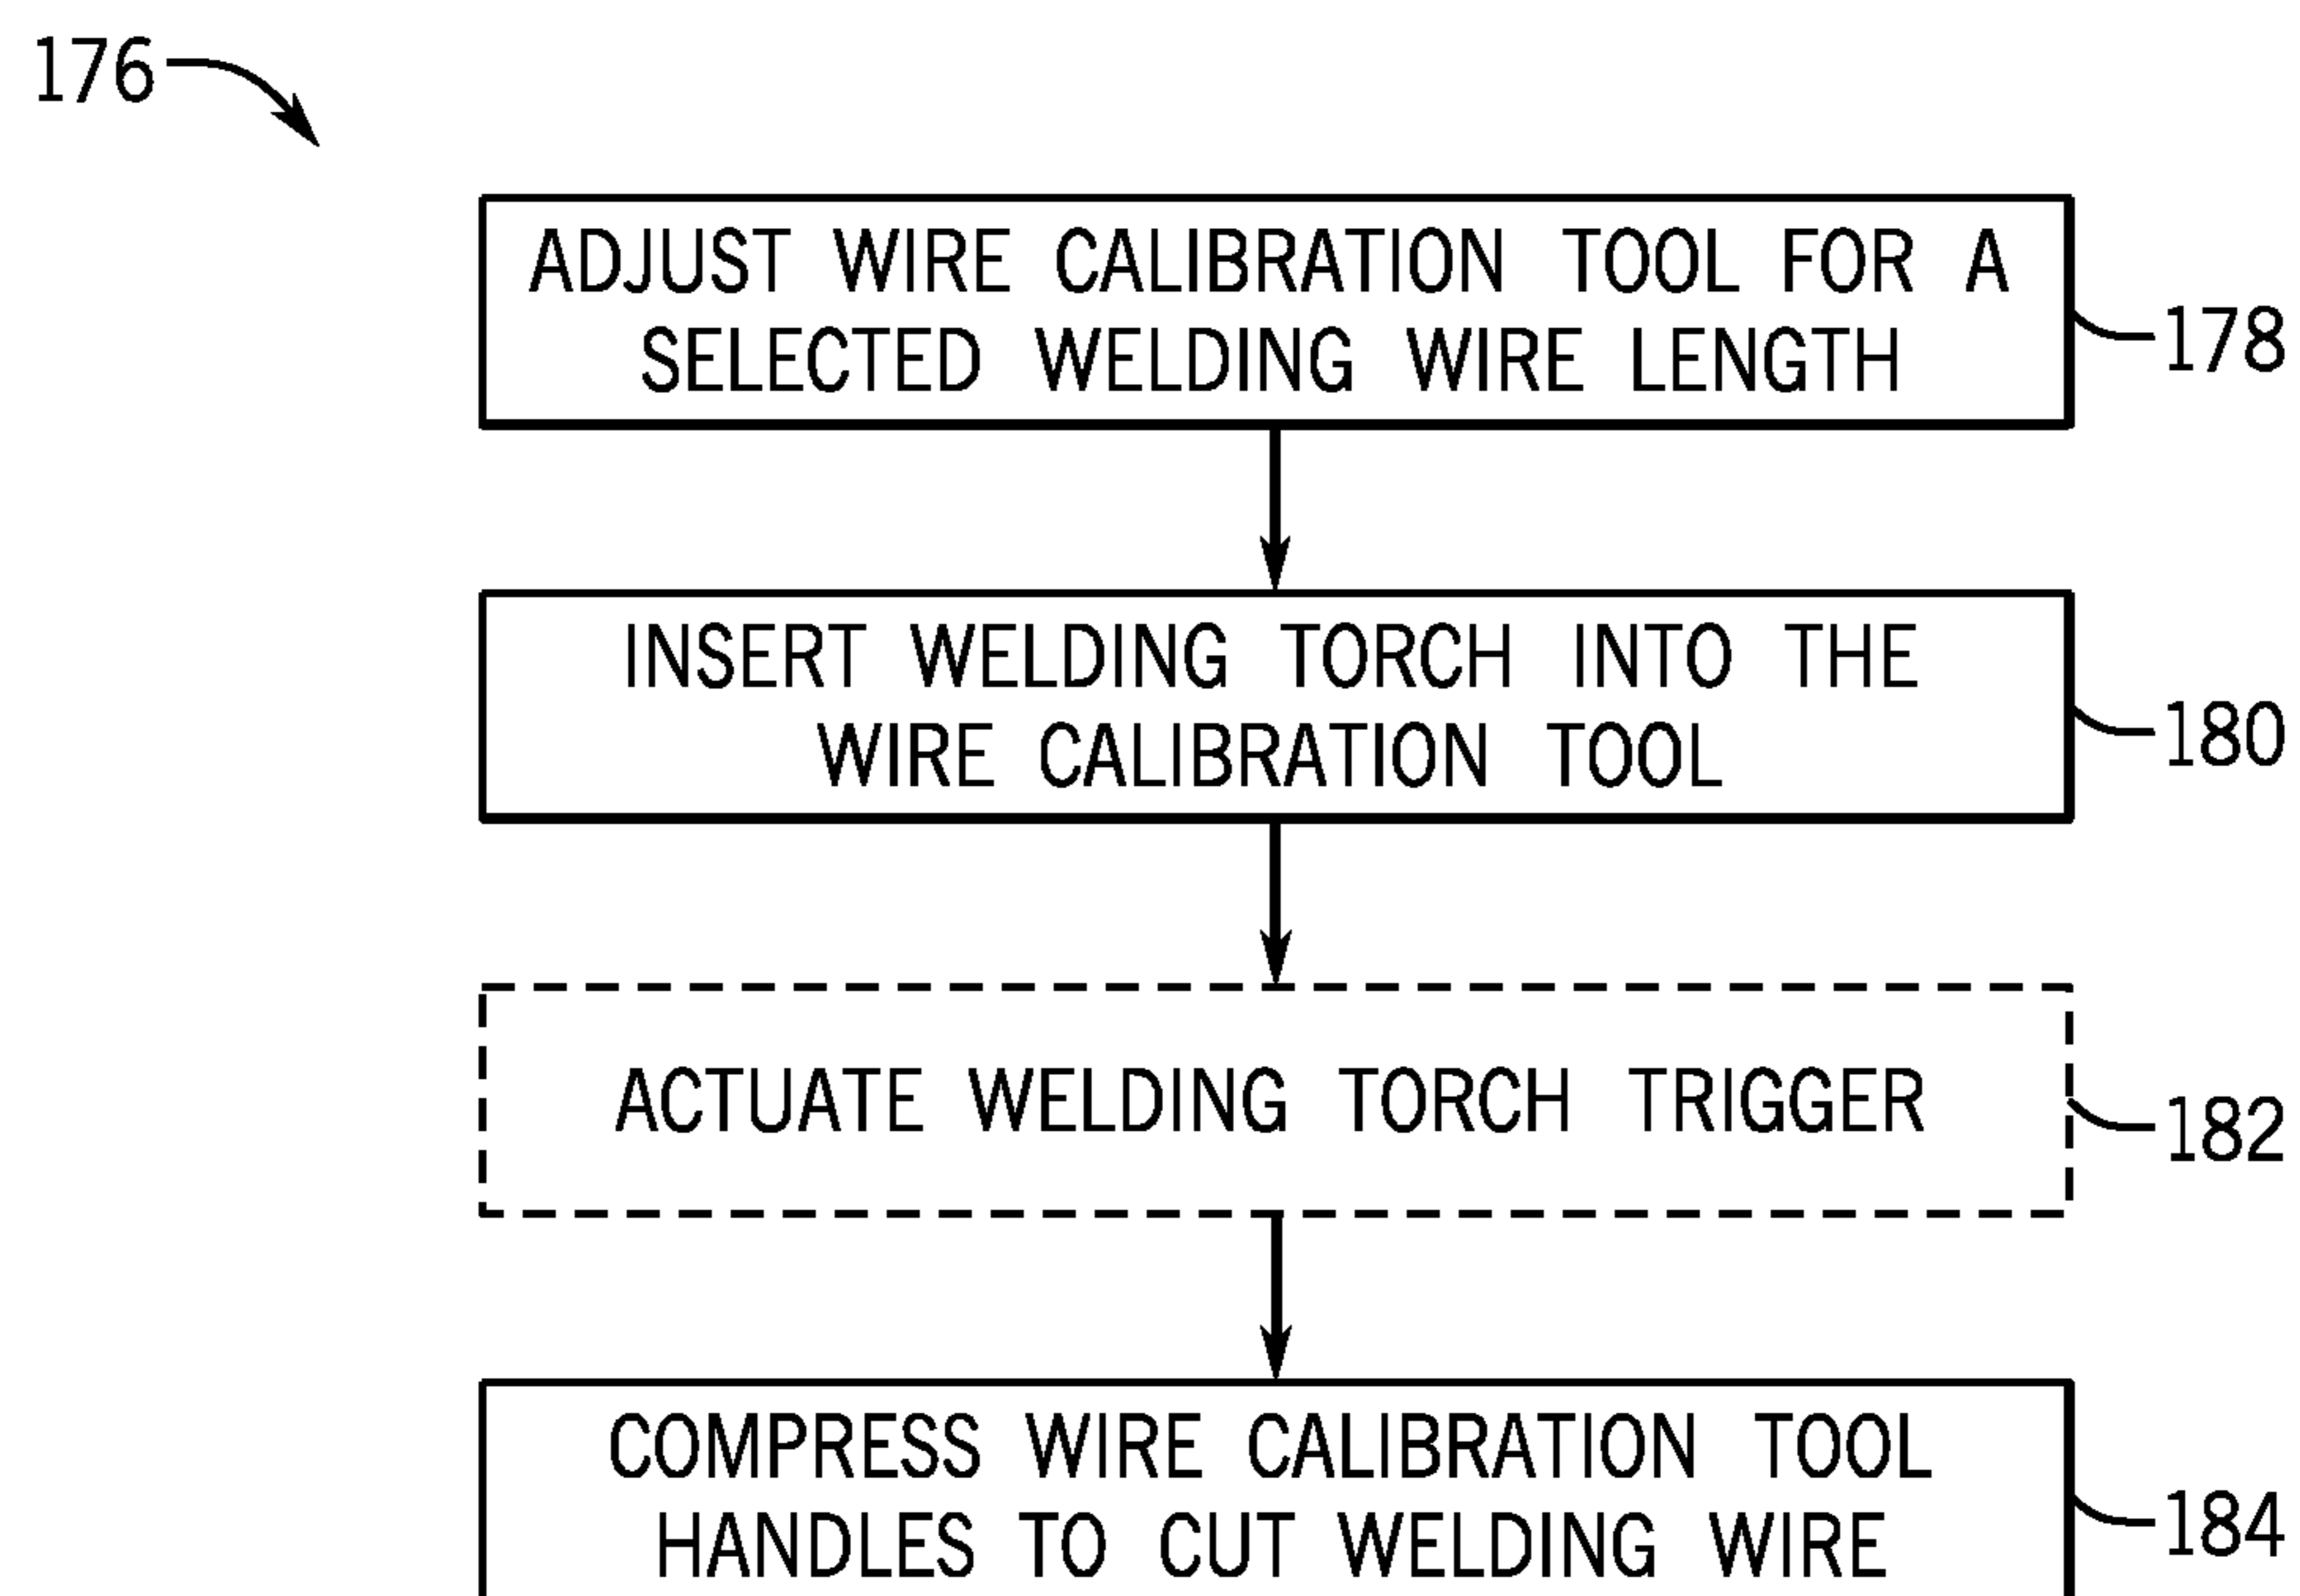 176
ADJUST WIRE CALIBRATION TOOL FOR A
SELECTED WELDING WIRE LENGTH
178
INSERT WELDING TORCH INTO THE
WIRE CALIBRATION TOOL
180
ACTUATE WELDING TORCH TRIGGER
182
COMPRESS WIRE CALIBRATION TOOL
HANDLES TO CUT WELDING WIRE
184